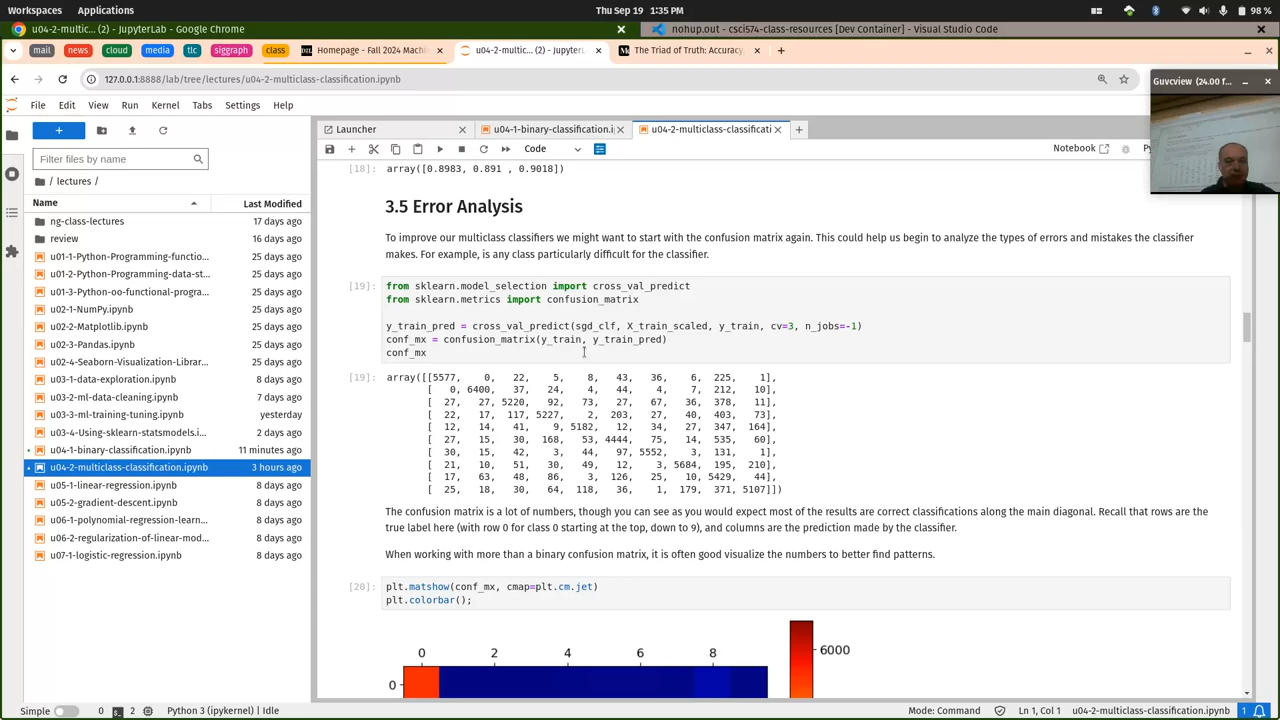 Workspaces
Applications
Thu Sep 19
1:35 PM
98 %
u04-2-multic... (2) - JupyterLab - Google Chrome
nohup.out - csci574-class-resources [Dev Container] - Visual Studio Code
mail
news
cloud
media
tlc
siggraph
class
Homepage - Fall 2024 Machi
u04-2-mult... (2) - JupyterL
The Triad of Truth: Accuracy,
127.0.0.1:8888/lab/tree/lectures/u04-2-multiclass-classification.ipynb
Guvcview (24.00 f...
File
Edit
View
Run
Kernel
Tabs
Settings
Help
Launcher
u04-1-binary-classification.i
u04-2-multiclass-classificati
Code
Notebook
Py
Filter files by name
/ lectures /
Name
Last Modified
ng-class-lectures
17 days ago
review
16 days ago
u01-1-Python-Programming-functio...
25 days ago
u01-2-Python-Programming-data-st...
25 days ago
u01-3-Python-oo-functional-progra...
25 days ago
u02-1-NumPy.ipynb
25 days ago
u02-2-Matplotlib.ipynb
25 days ago
u02-3-Pandas.ipynb
25 days ago
u02-4-Seaborn-Visualization-Librar...
25 days ago
u03-1-data-exploration.ipynb
8 days ago
u03-2-ml-data-cleaning.ipynb
7 days ago
u03-3-ml-training-tuning.ipynb
yesterday
u03-4-Using-sklearn-statsmodels.i...
2 days ago
u04-1-binary-classification.ipynb
11 minutes ago
u04-2-multiclass-classification.ipynb
3 hours ago
u05-1-linear-regression.ipynb
8 days ago
u05-2-gradient-descent.ipynb
8 days ago
u06-1-polynomial-regression-learn...
8 days ago
u06-2-regularization-of-linear-mod...
8 days ago
u07-1-logistic-regression.ipynb
8 days ago
[18]: array([0.8983, 0.891 , 0.9018])
3.5 Error Analysis
To improve our multiclass classifiers we might want to start with the confusion matrix again. This could help us begin to analyze the types of errors and mistakes the classifier
makes. For example, is any class particularly difficult for the classifier.
[19]: from sklearn.model_selection import cross_val_predict
from sklearn.metrics import confusion_matrix
y_train_pred = cross_val_predict(sgd_clf, X_train_scaled, y_train, cv=3, n_jobs=-1)
conf_mx = confusion_matrix(y_train, y_train_pred)
conf_mx
[19]: array([[5577, 0, 22, 5, 8, 43, 36, 6, 225, 1],
[ 0, 6400, 37, 24, 4, 44, 4, 7, 212, 10],
[ 27, 27, 5220, 92, 73, 27, 67, 36, 378, 11],
[ 22, 17, 117, 5227, 2, 203, 27, 40, 403, 73],
[ 12, 14, 41, 9, 5182, 12, 34, 27, 347, 164],
[ 27, 15, 30, 168, 53, 4444, 75, 14, 535, 60],
[ 30, 15, 42, 3, 44, 97, 5552, 3, 131, 1],
[ 21, 10, 51, 30, 49, 12, 3, 5684, 195, 210],
[ 17, 63, 48, 86, 3, 126, 25, 10, 5429, 44],
[ 25, 18, 30, 64, 118, 36, 1, 179, 371, 5107]])
The confusion matrix is a lot of numbers, though you can see as you would expect most of the results are correct classifications along the main diagonal. Recall that rows are the
true label here (with row 0 for class 0 starting at the top, down to 9), and columns are the prediction made by the classifier.
When working with more than a binary confusion matrix, it is often good visualize the numbers to better find patterns.
[20]: plt.matshow(conf_mx, cmap=plt.cm.jet)
plt.colorbar();
0 2 4 6 8
6000
0
Simple
0
2
Python 3 (ipykernel) | Idle
Mode: Command
Ln 1, Col 1
u04-2-multiclass-classification.ipynb
1